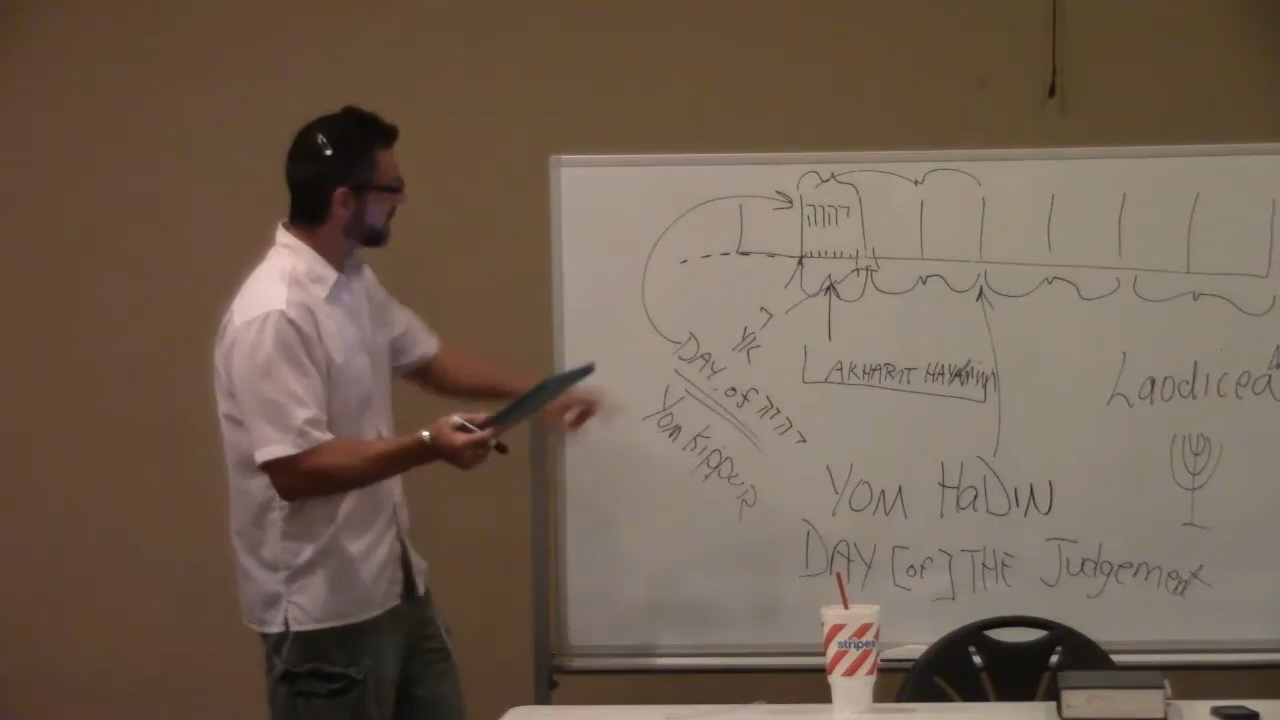 יהוה
YK
DAY of יהוה
Yom Kippur
LAKHARIT HAYAMIM
Laodicea
YOM HaDIN
DAY [of] THE Judgement
stripes